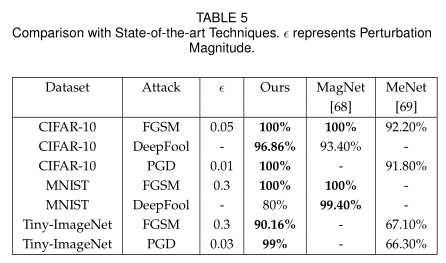 TABLE 5
Comparison with State-of-the-art Techniques. ϵ represents Perturbation
Magnitude.
Dataset Attack ϵ Ours MagNet MeNet
[68] [69]
CIFAR-10 FGSM 0.05 100% 100% 92.20%
CIFAR-10 DeepFool - 96.86% 93.40% -
CIFAR-10 PGD 0.01 100% - 91.80%
MNIST FGSM 0.3 100% 100% -
MNIST DeepFool - 80% 99.40% -
Tiny-ImageNet FGSM 0.3 90.16% - 67.10%
Tiny-ImageNet PGD 0.03 99% - 66.30%